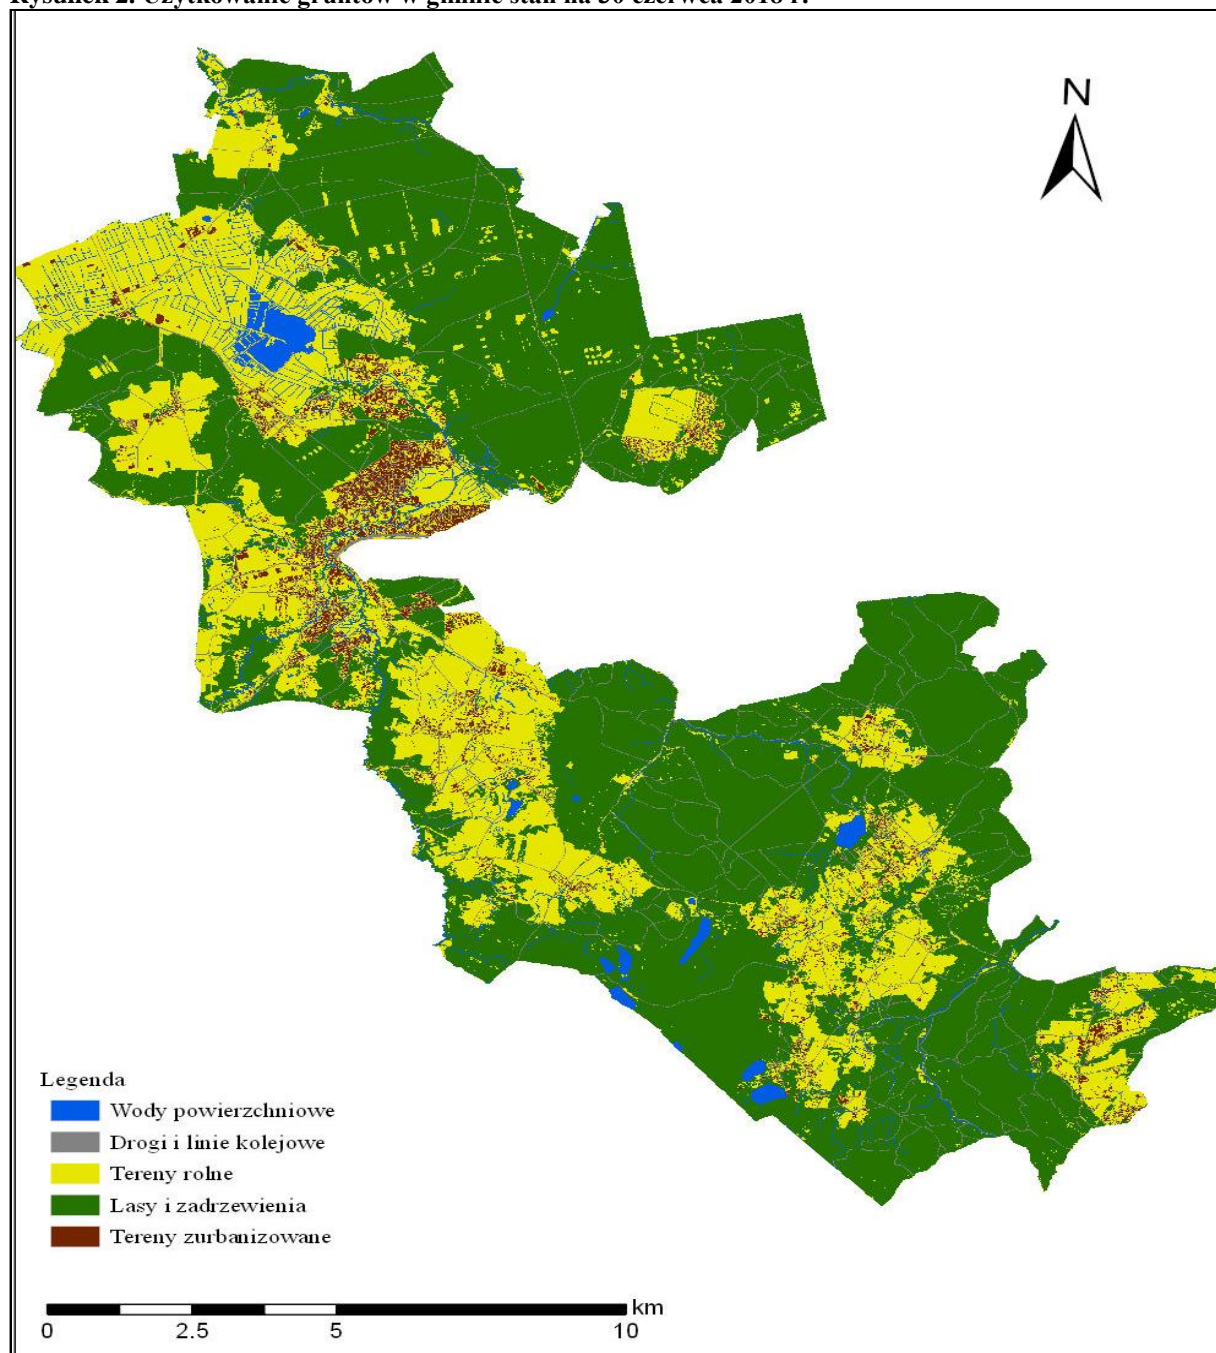 Rysunek 2. Użytkowanie gruntów w gminie stan na 30 czerwca 2018 r.
N
Legenda
Wody powierzchniowe
Drogi i linie kolejowe
Tereny rolne
Lasy i zadrzewienia
Tereny zurbanizowane
km
0 2.5 5 10